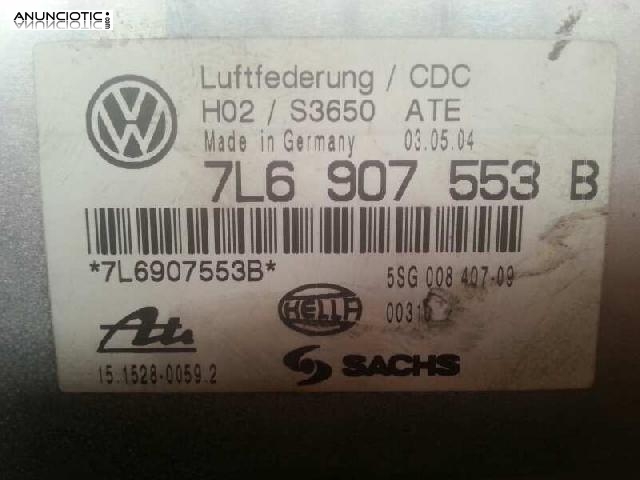 ANUNCIOTIC.com
Luftfederung / CDC
H02 / S3650 ATE
Made in Germany 03.05.04
7L6 907 553 B
*7L6907553B*
5SG 008 407-09
HELLA
Ate
SACHS
15.1528-0059.2